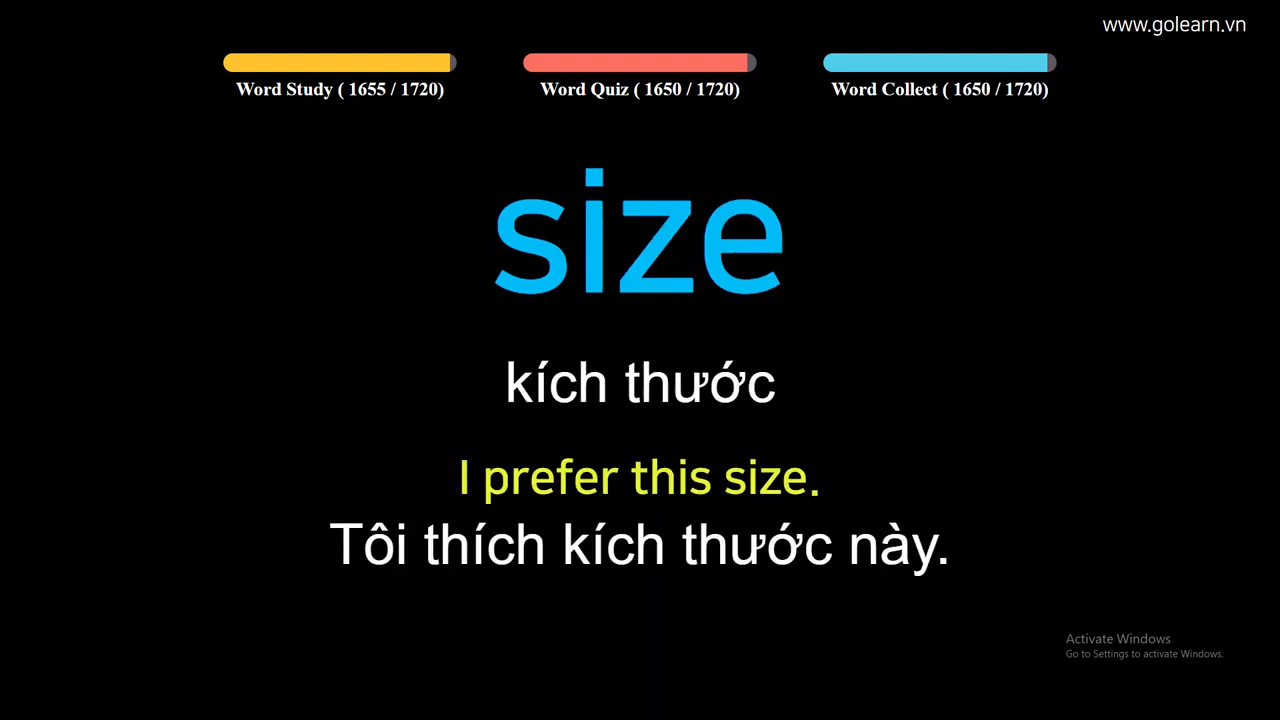 www.golearn.vn
Word Study ( 1655 / 1720)
Word Quiz ( 1650 / 1720)
Word Collect ( 1650 / 1720)
size
kích thước
I prefer this size.
Tôi thích kích thước này.
Activate Windows
Go to Settings to activate Windows.